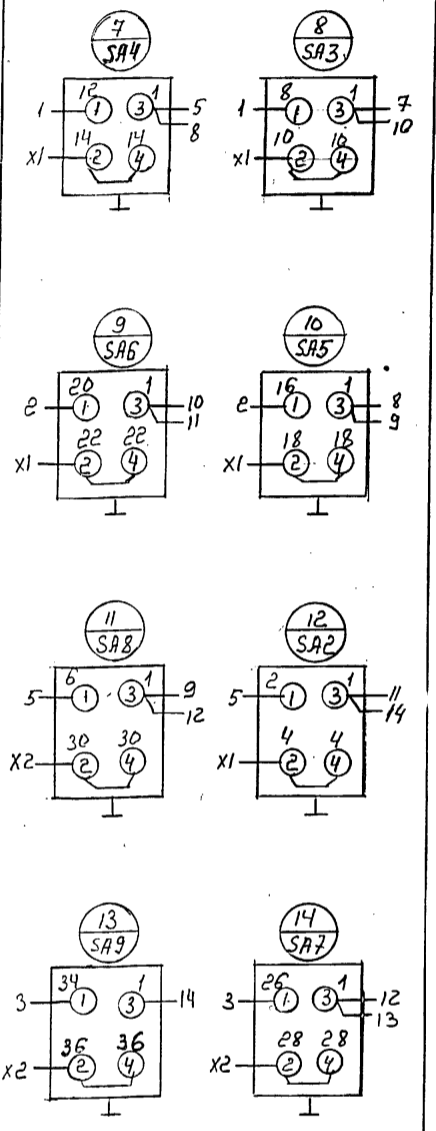 7 8
SA4 SA3
12 1 8 1
1 1 3 5 1 1 3 7
8 10
14 14 10 10
X1 2 4 X1 2 4
9 10
SA6 SA5
20 1 16 1
2 1 3 10 2 1 3 8
11 9
22 22 18 18
X1 2 4 X1 2 4
11 12
SA8 SA2
6 1 2 1
5 1 3 9 5 1 3 11
12 14
30 30 4 4
X2 2 4 X1 2 4
13 14
SA9 SA7
34 1 26 1
3 1 3 14 3 1 3 12
13
36 36 28 28
X2 2 4 X2 2 4